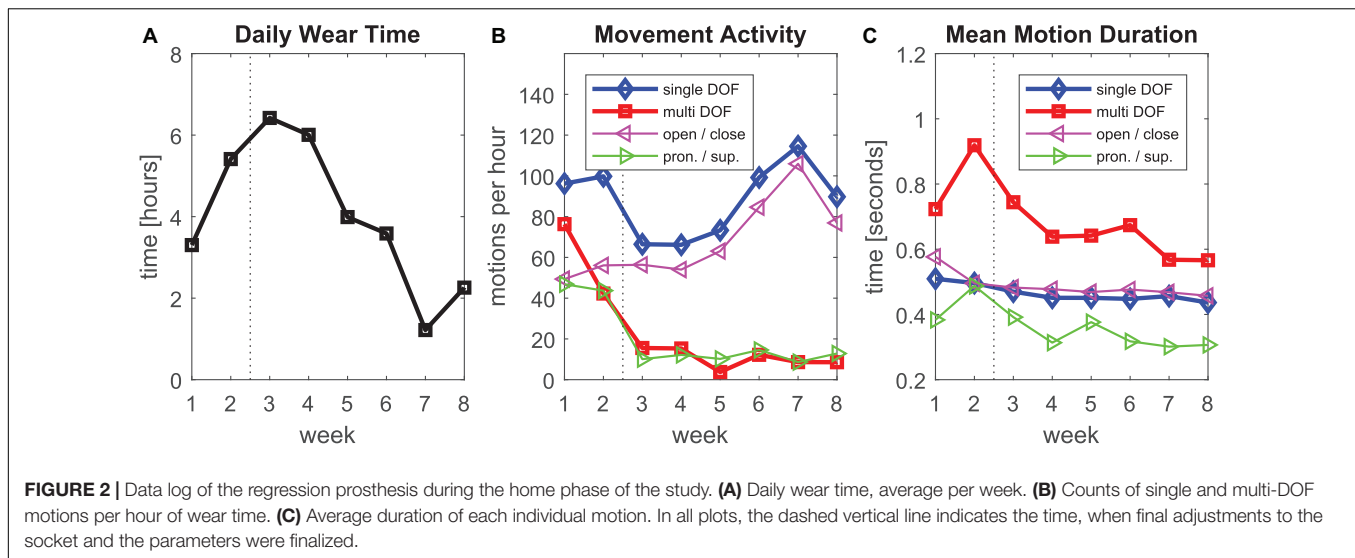 A Daily Wear Time
time [hours]
8
6
4
2
0
1 2 3 4 5 6 7 8
week
B Movement Activity
motions per hour
140
120
100
80
60
40
20
0
single DOF
multi DOF
open / close
pron. / sup.
1 2 3 4 5 6 7 8
week
C Mean Motion Duration
time [seconds]
1.2
1
0.8
0.6
0.4
0.2
single DOF
multi DOF
open / close
pron. / sup.
1 2 3 4 5 6 7 8
week
FIGURE 2 | Data log of the regression prosthesis during the home phase of the study. (A) Daily wear time, average per week. (B) Counts of single and multi-DOF
motions per hour of wear time. (C) Average duration of each individual motion. In all plots, the dashed vertical line indicates the time, when final adjustments to the
socket and the parameters were finalized.